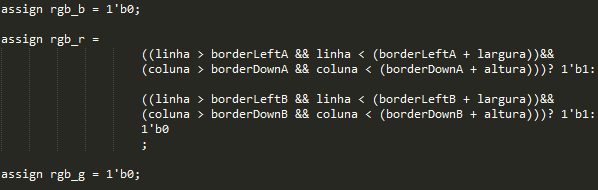 assign rgb_b = 1'b0;
assign rgb_r =
((linha > borderLeftA && linha < (borderLeftA + largura))&&
(coluna > borderDownA && coluna < (borderDownA + altura)))? 1'b1:
((linha > borderLeftB && linha < (borderLeftB + largura))&&
(coluna > borderDownB && coluna < (borderDownB + altura)))? 1'b1:
1'b0
;
assign rgb_g = 1'b0;